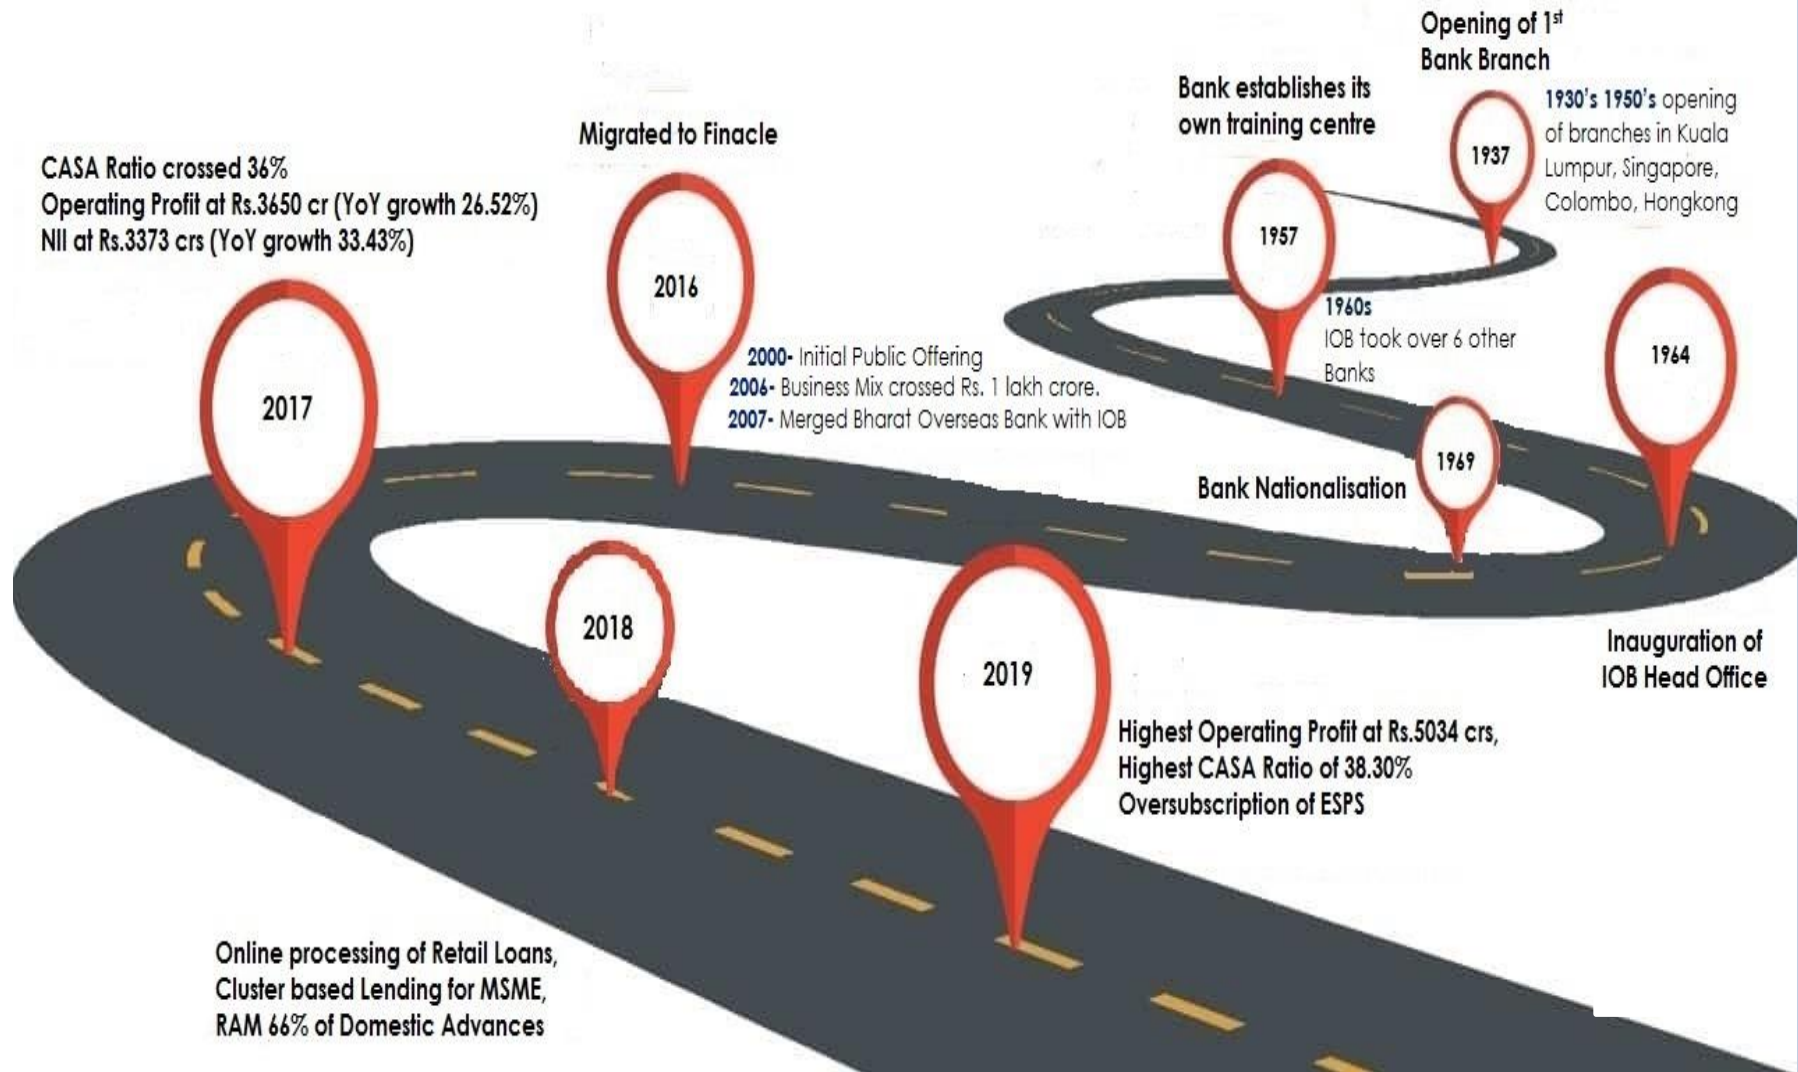 Opening of 1st
Bank Branch
1937
1930's 1950's opening
of branches in Kuala
Lumpur, Singapore,
Colombo, Hongkong
Bank establishes its
own training centre
1957
1960s
IOB took over 6 other
Banks
1964
Inauguration of
IOB Head Office
1969
Bank Nationalisation
2000- Initial Public Offering
2006- Business Mix crossed Rs. 1 lakh crore.
2007- Merged Bharat Overseas Bank with IOB
Migrated to Finacle
2016
CASA Ratio crossed 36%
Operating Profit at Rs.3650 cr (YoY growth 26.52%)
NII at Rs.3373 crs (YoY growth 33.43%)
2017
2018
Online processing of Retail Loans,
Cluster based Lending for MSME,
RAM 66% of Domestic Advances
2019
Highest Operating Profit at Rs.5034 crs,
Highest CASA Ratio of 38.30%
Oversubscription of ESPS